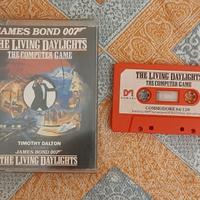 JAMES BOND 007
THE LIVING DAYLIGHTS
THE COMPUTER GAME
TIMOTHY DALTON
JAMES BOND 007
THE LIVING DAYLIGHTS
THE LIVING DAYLIGHTS
THE COMPUTER GAME
DOMARK
COMMODORE 64/128